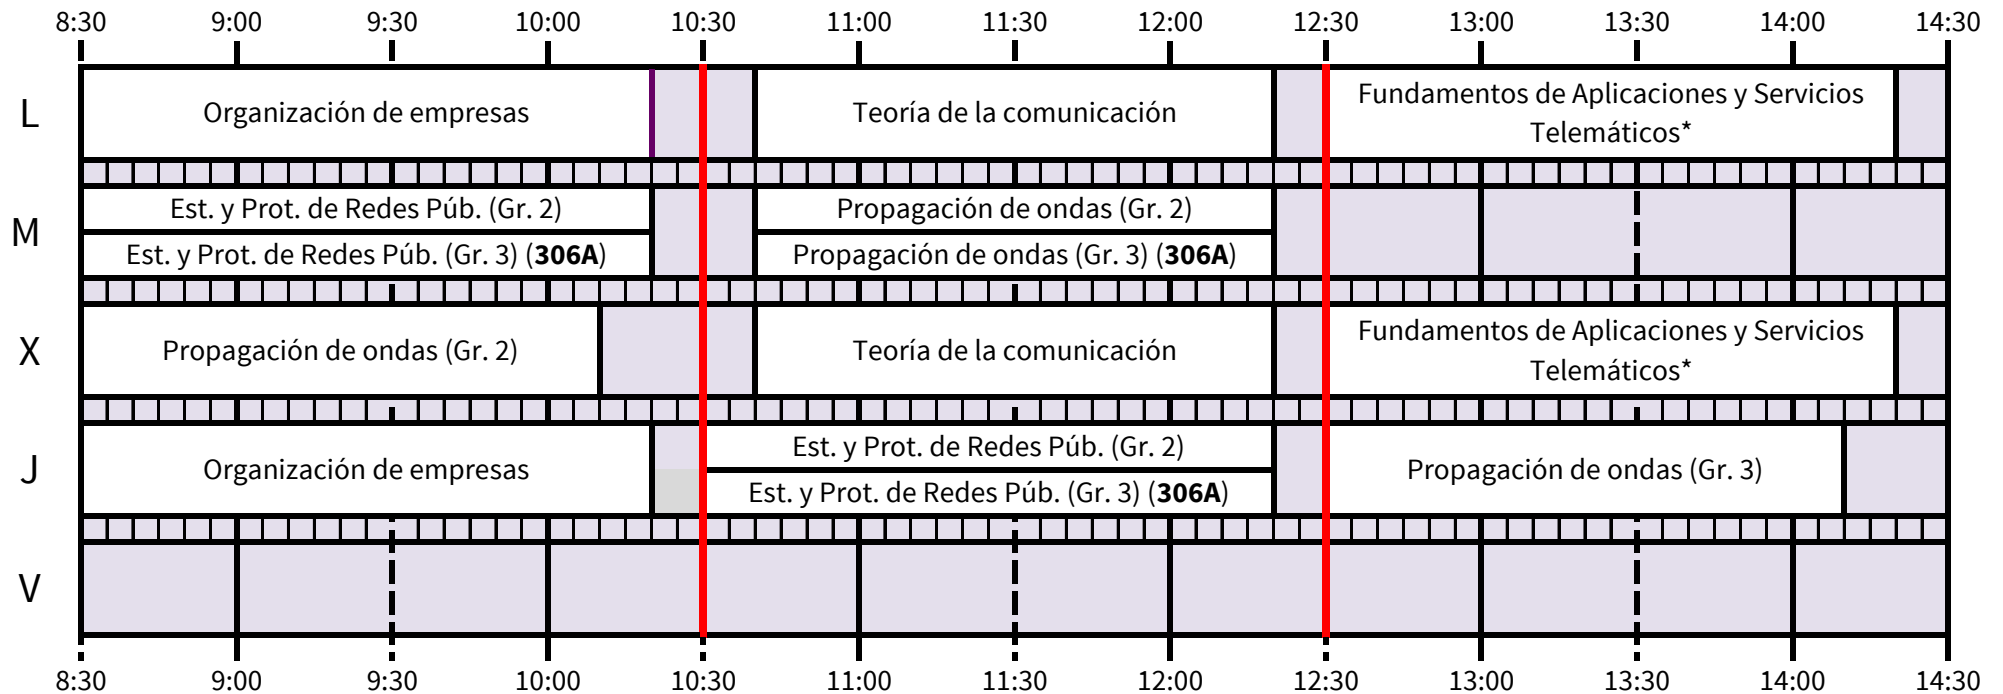 8:30 9:00 9:30 10:00 10:30 11:00 11:30 12:00 12:30 13:00 13:30 14:00 14:30
L
Organización de empresas
Teoría de la comunicación
Fundamentos de Aplicaciones y Servicios
Telemáticos*
M
Est. y Prot. de Redes Púb. (Gr. 2)
Est. y Prot. de Redes Púb. (Gr. 3) (306A)
Propagación de ondas (Gr. 2)
Propagación de ondas (Gr. 3) (306A)
X
Propagación de ondas (Gr. 2)
Teoría de la comunicación
Fundamentos de Aplicaciones y Servicios
Telemáticos*
J
Organización de empresas
Est. y Prot. de Redes Púb. (Gr. 2)
Est. y Prot. de Redes Púb. (Gr. 3) (306A)
Propagación de ondas (Gr. 3)
V
8:30 9:00 9:30 10:00 10:30 11:00 11:30 12:00 12:30 13:00 13:30 14:00 14:30